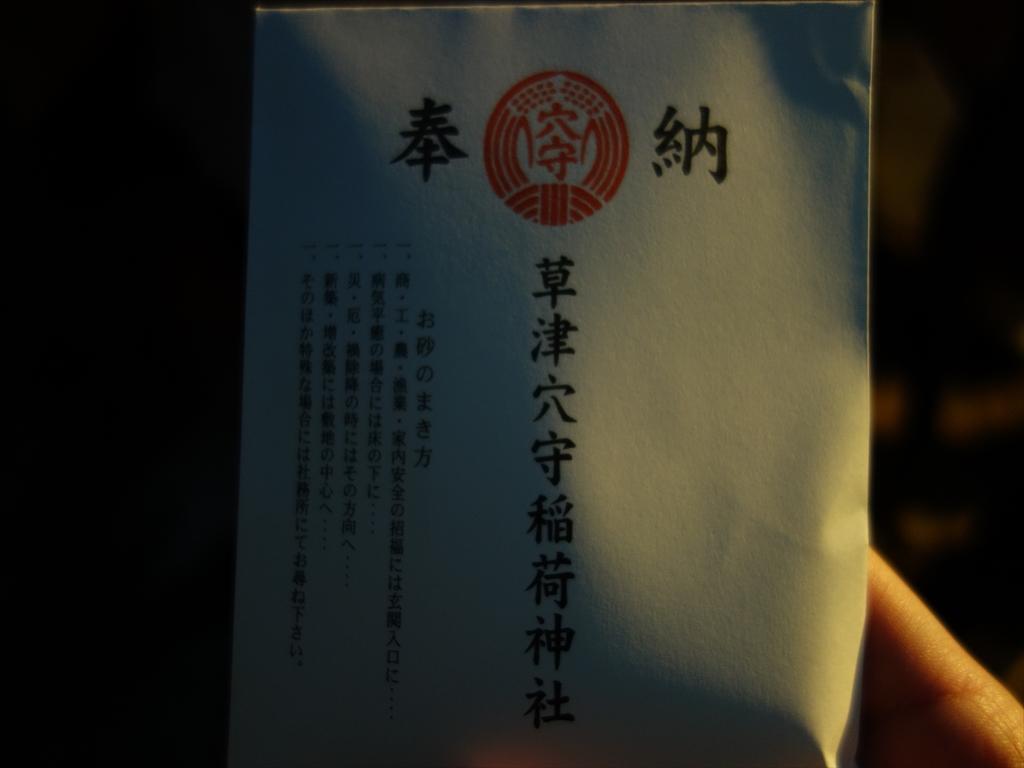 奉 納
穴守
草津穴守稲荷神社
お砂のまき方
一、商・工・農・漁業・家内安全の招福には玄関入口に‥‥
一、病気平癒の場合には床の下に‥‥
一、災・厄・禍除降の時にはその方向へ‥‥
一、新築・増改築には敷地の中心へ‥‥
一、そのほか特殊な場合には社務所にてお尋ね下さい。